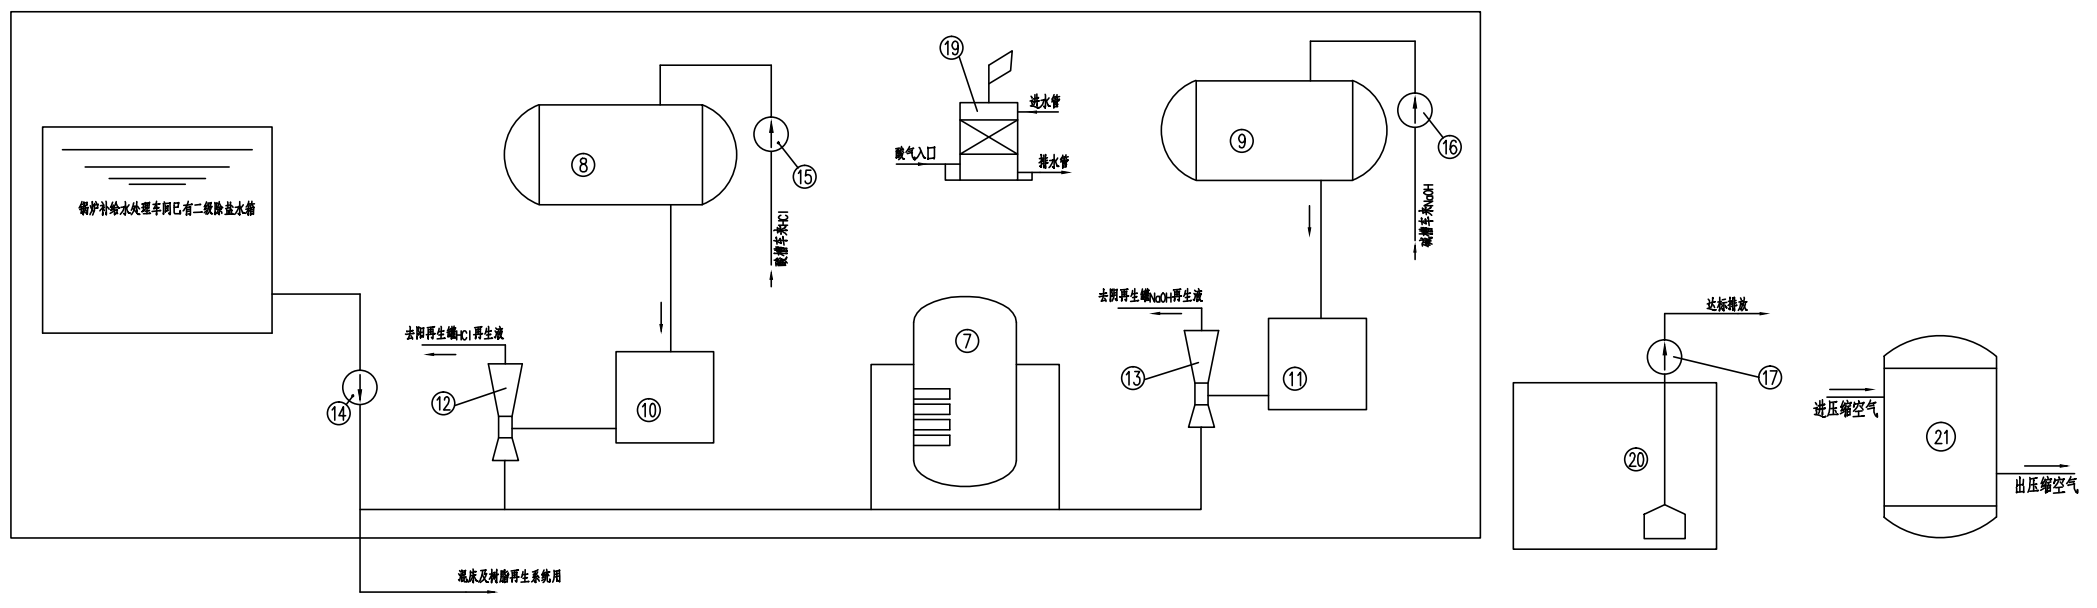 19
进水管
9
16
8
15
酸气入口
排水管
锅炉补给水处理车间已有二级除盐水箱
酸槽车来HCl
碱槽车来NaOH
去阳再生罐HCl再生液
去阴再生罐NaOH再生液
达标排放
7
14
12
10
13
11
17
进压缩空气
20
21
出压缩空气
混床及树脂再生系统用